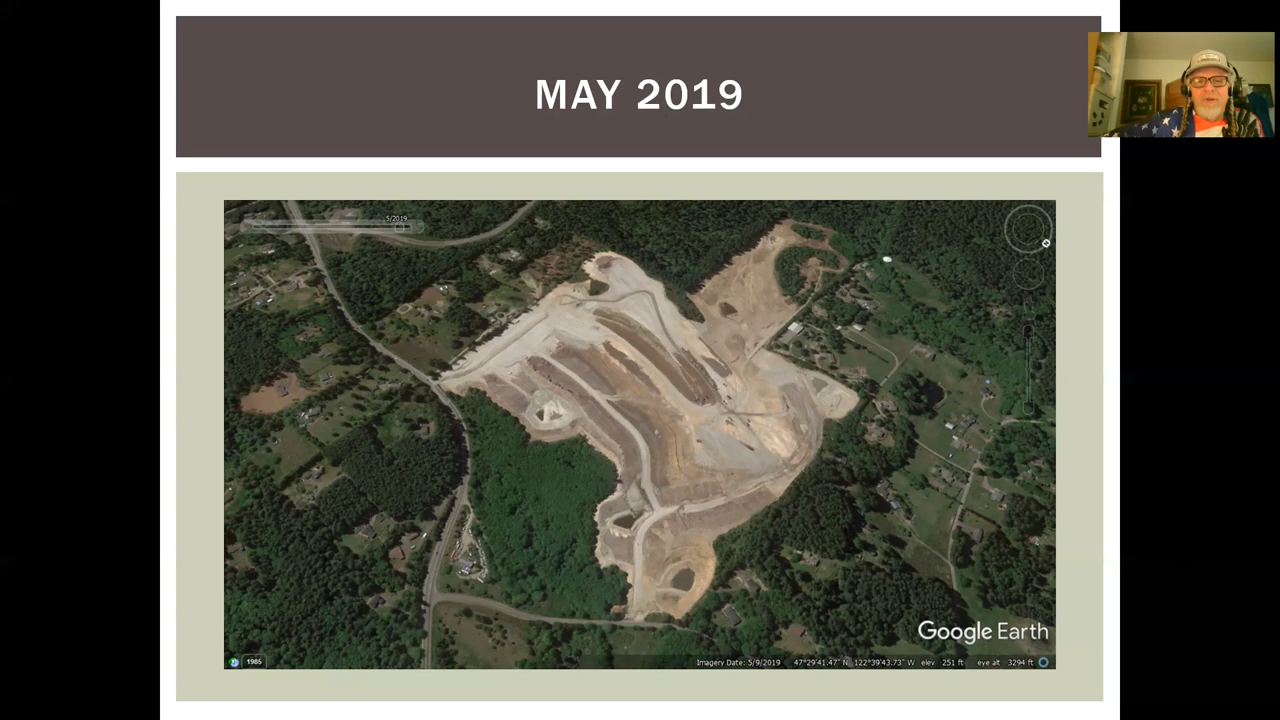 MAY 2019
5/2019
Google Earth
1985
Imagery Date: 5/9/2019 47°29'41.47" N 122°39'43.73" W elev 251 ft eye alt 3294 ft